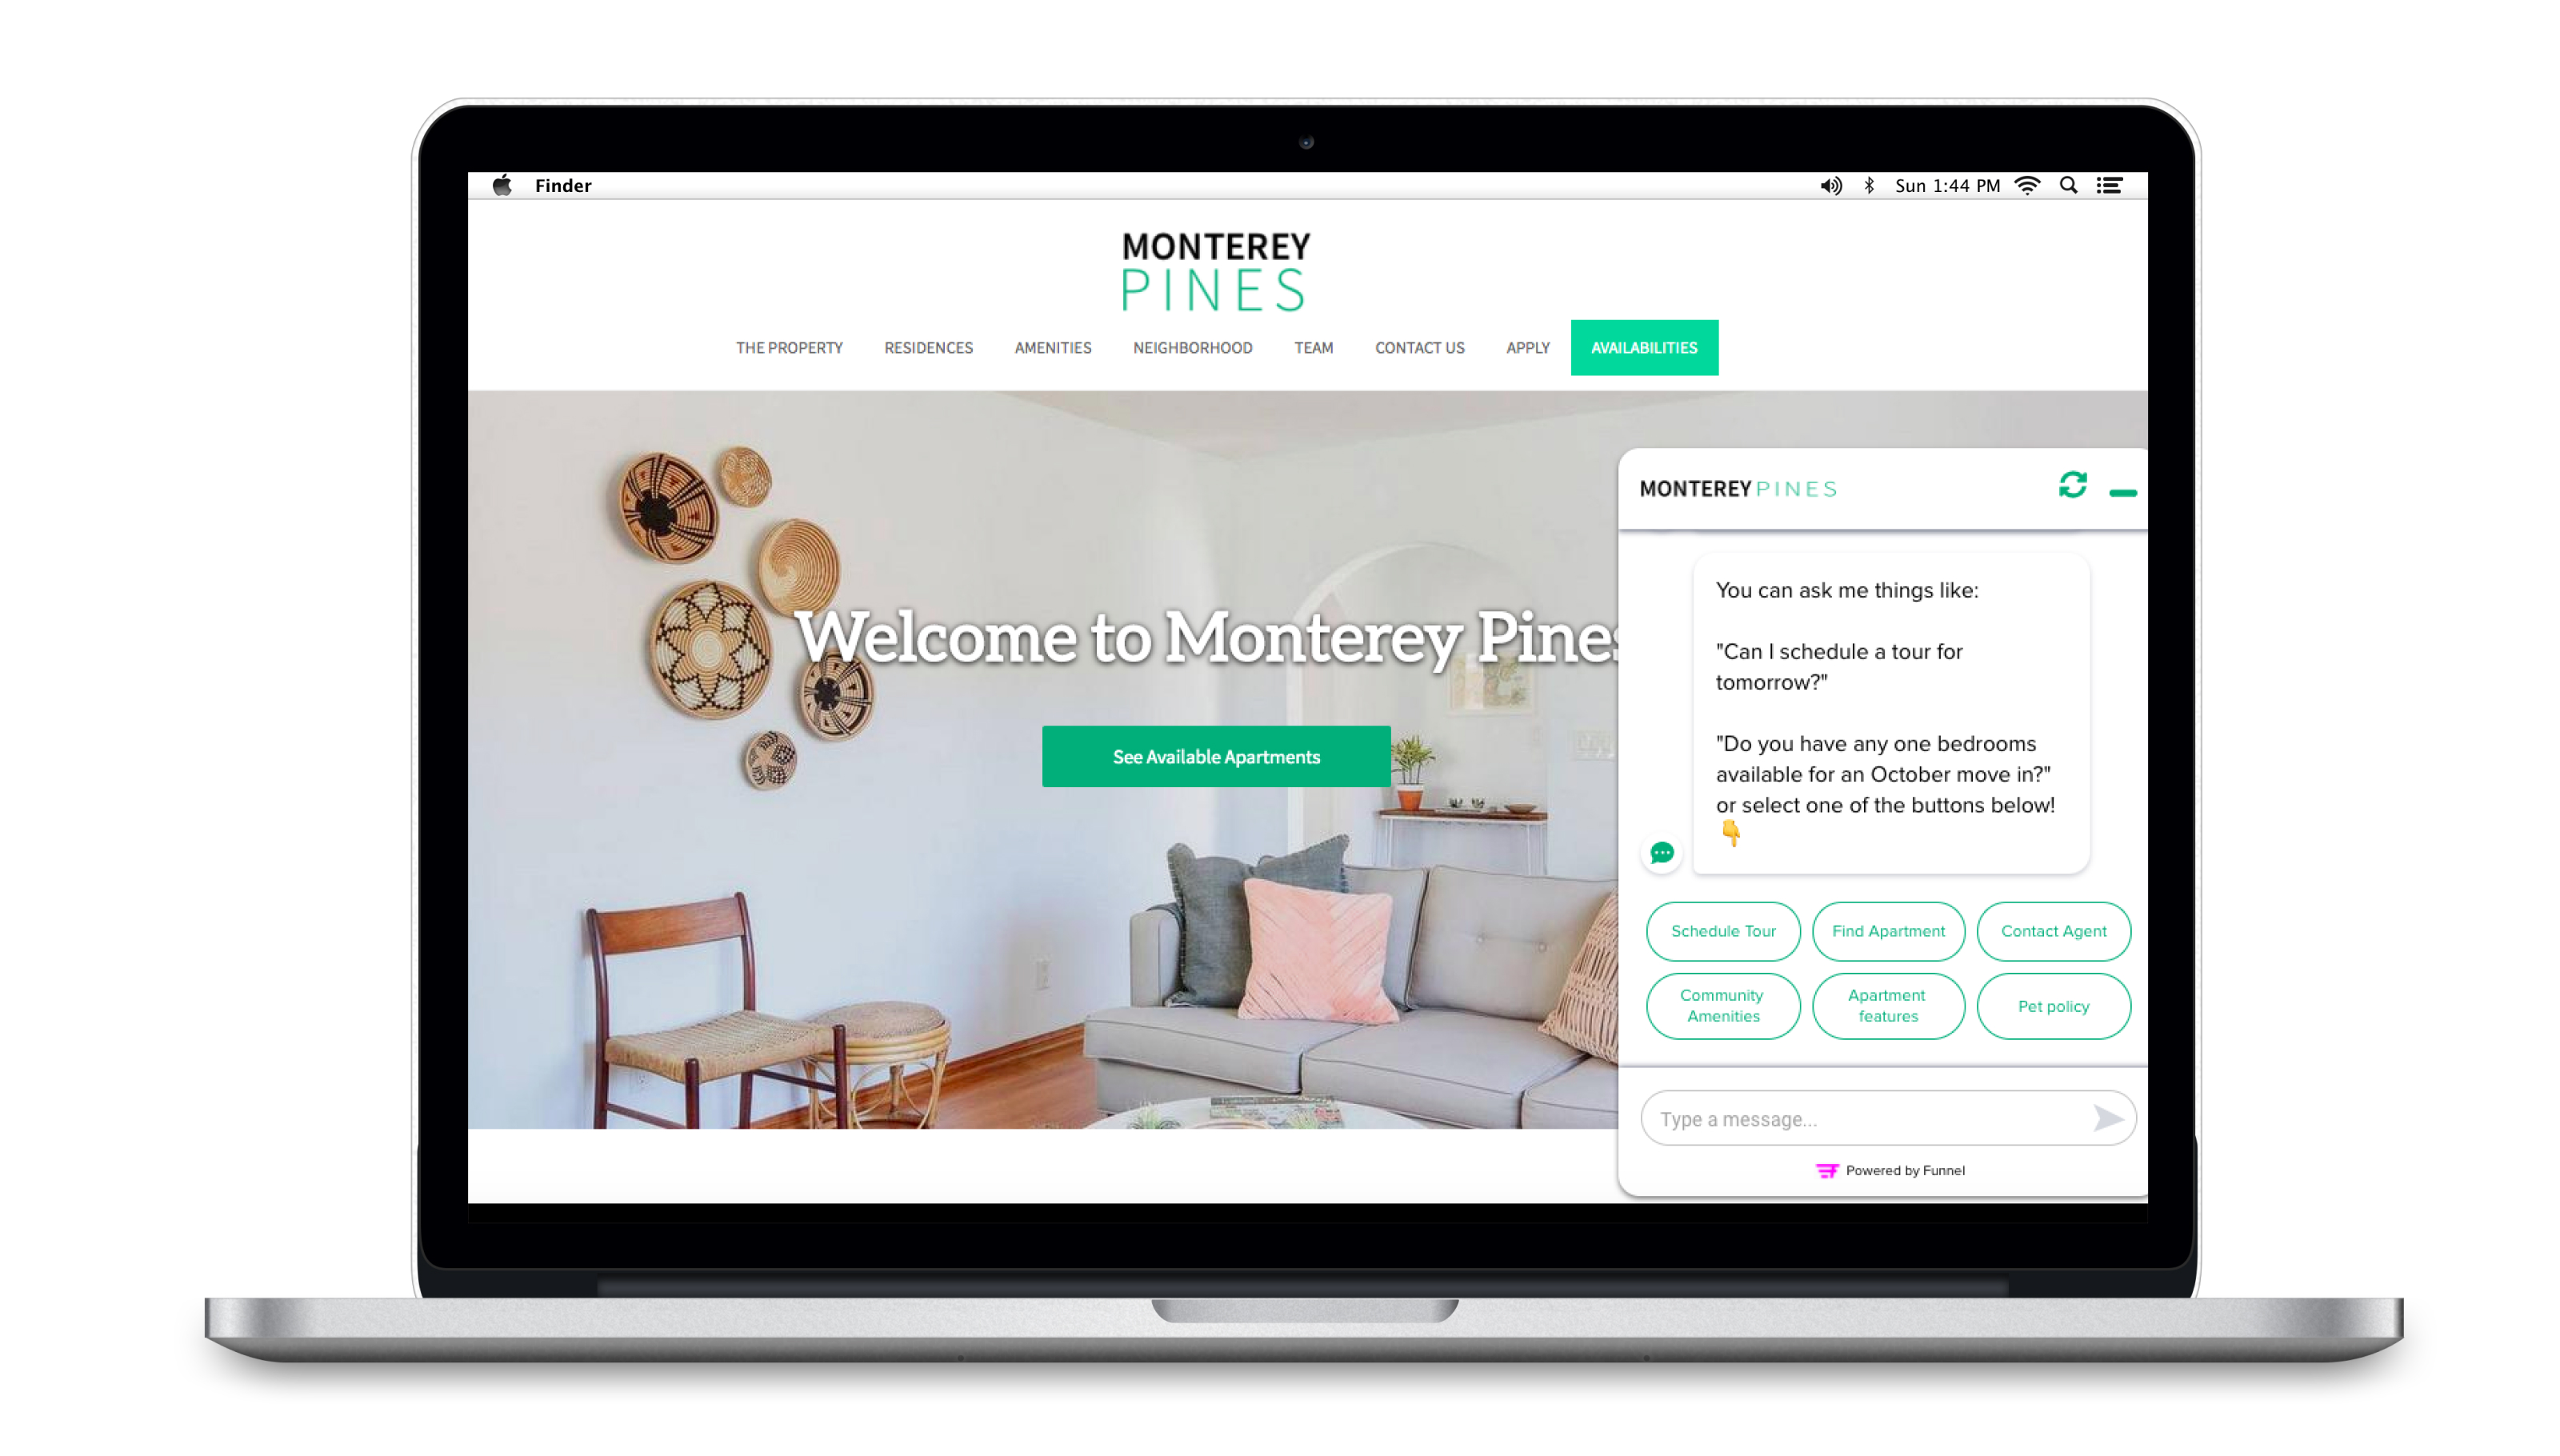 Finder
Sun 1:44 PM
MONTEREY
PINES
THE PROPERTY
RESIDENCES
AMENITIES
NEIGHBORHOOD
TEAM
CONTACT US
APPLY
AVAILABILITIES
Welcome to Monterey Pines
See Available Apartments
MONTEREY PINES
You can ask me things like:
"Can I schedule a tour for
tomorrow?"
"Do you have any one bedrooms
available for an October move in?"
or select one of the buttons below!
👇
Schedule Tour
Find Apartment
Contact Agent
Community
Amenities
Apartment
features
Pet policy
Type a message...
Powered by Funnel